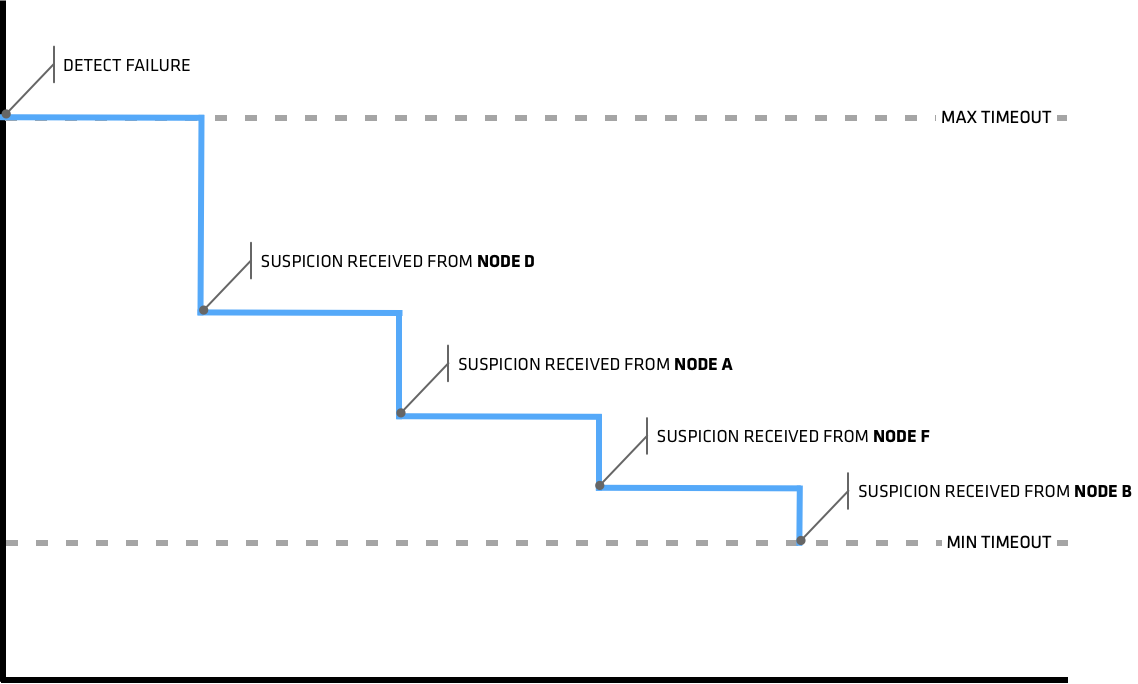 DETECT FAILURE
MAX TIMEOUT
SUSPICION RECEIVED FROM NODE D
SUSPICION RECEIVED FROM NODE A
SUSPICION RECEIVED FROM NODE F
SUSPICION RECEIVED FROM NODE B
MIN TIMEOUT